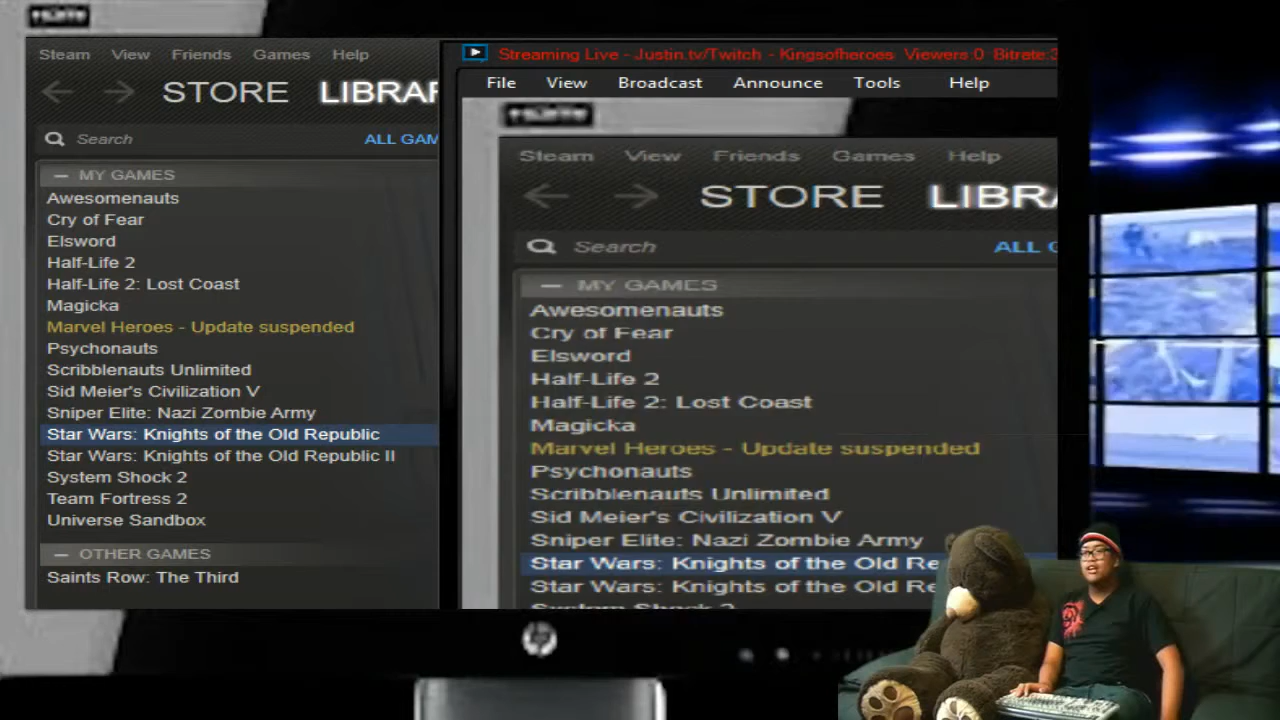 Steam View Friends Games Help
STORE LIBRAR
Search ALL GAM
MY GAMES
Awesomenauts
Cry of Fear
Elsword
Half-Life 2
Half-Life 2: Lost Coast
Magicka
Marvel Heroes - Update suspended
Psychonauts
Scribblenauts Unlimited
Sid Meier's Civilization V
Sniper Elite: Nazi Zombie Army
Star Wars: Knights of the Old Republic
Star Wars: Knights of the Old Republic II
System Shock 2
Team Fortress 2
Universe Sandbox
OTHER GAMES
Saints Row: The Third
Streaming Live - Justin.tv/Twitch - Kingsofheroes Viewers:0 Bitrate:3
File View Broadcast Announce Tools Help
Steam View Friends Games Help
STORE LIBRA
Search ALL G
MY GAMES
Awesomenauts
Cry of Fear
Elsword
Half-Life 2
Half-Life 2: Lost Coast
Magicka
Marvel Heroes - Update suspended
Psychonauts
Scribblenauts Unlimited
Sid Meier's Civilization V
Sniper Elite: Nazi Zombie Army
Star Wars: Knights of the Old Re
Star Wars: Knights of the Old Re
System Shock 2
hp